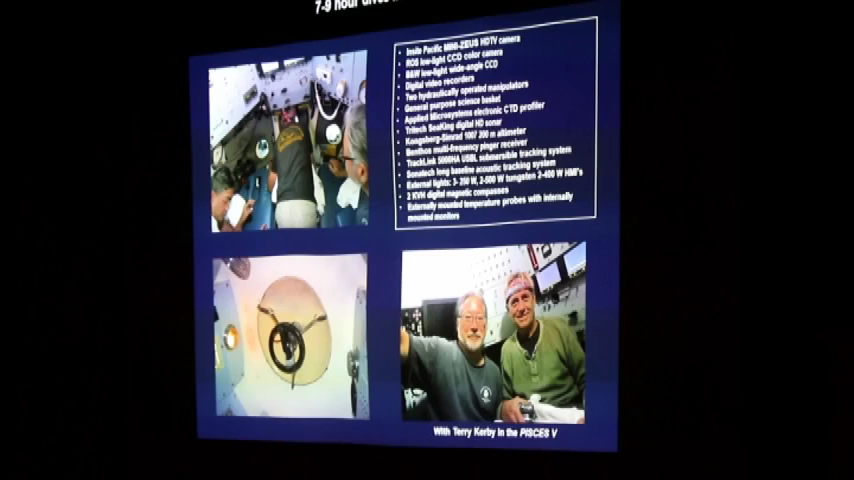 7-9 hour dives
Insite Pacific MINI-ZEUS HDTV camera
ROS low-light CCD color camera
B&W low-light wide-angle CCD
Digital video recorders
Two hydraulically operated manipulators
General purpose science basket
Applied Microsystems electronic CTD profiler
Tritech SeaKing digital HD sonar
Kongsberg-Simrad 1007 200 m altimeter
Benthos multi-frequency pinger receiver
TrackLink 5000HA USBL submersible tracking system
Sonatech long baseline acoustic tracking system
External lights: 3- 250 W, 2-500 W tungsten 2-400 W HMI's
2 KVH digital magnetic compasses
Externally mounted temperature probes with internally
mounted monitors
With Terry Kerby in the PISCES V